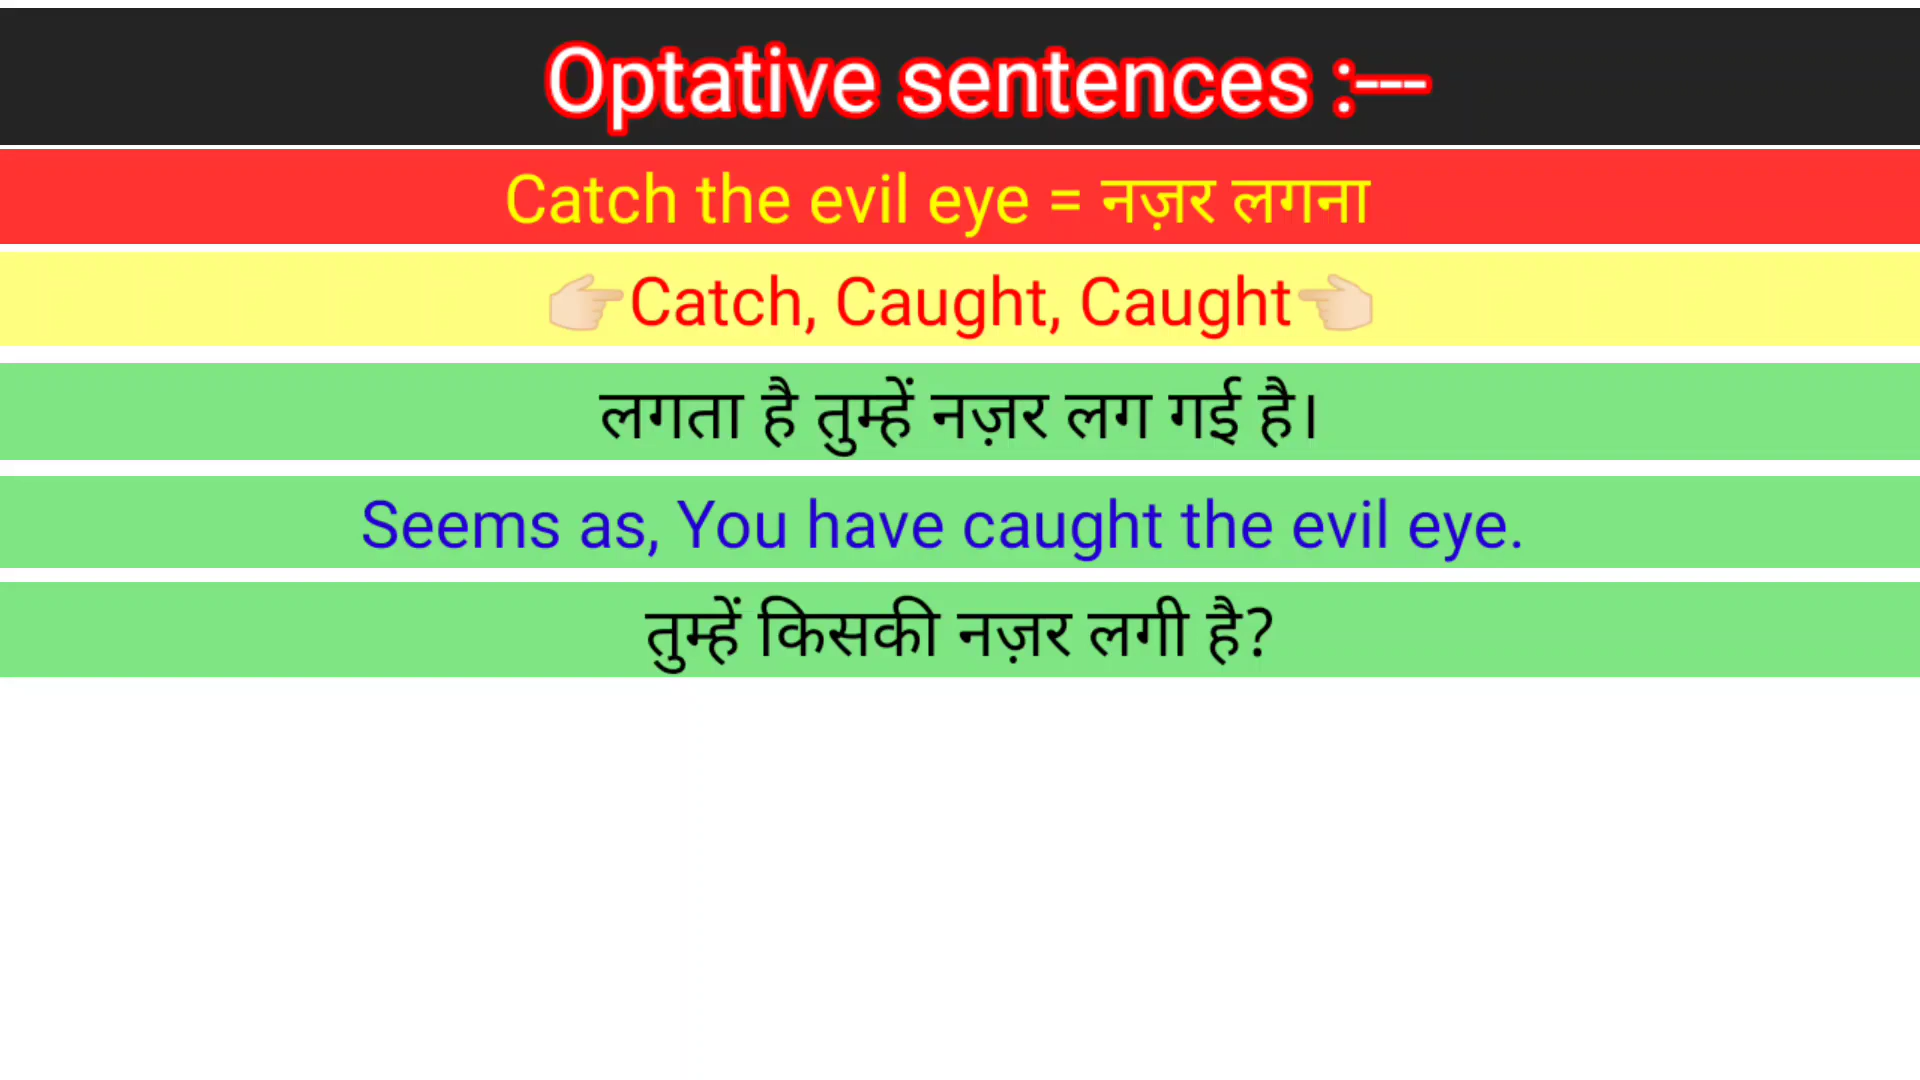 Optative sentences :---
Catch the evil eye = नज़र लगना
👉🏻Catch, Caught, Caught👈🏻
लगता है तुम्हें नज़र लग गई है।
Seems as, You have caught the evil eye.
तुम्हें किसकी नज़र लगी है?